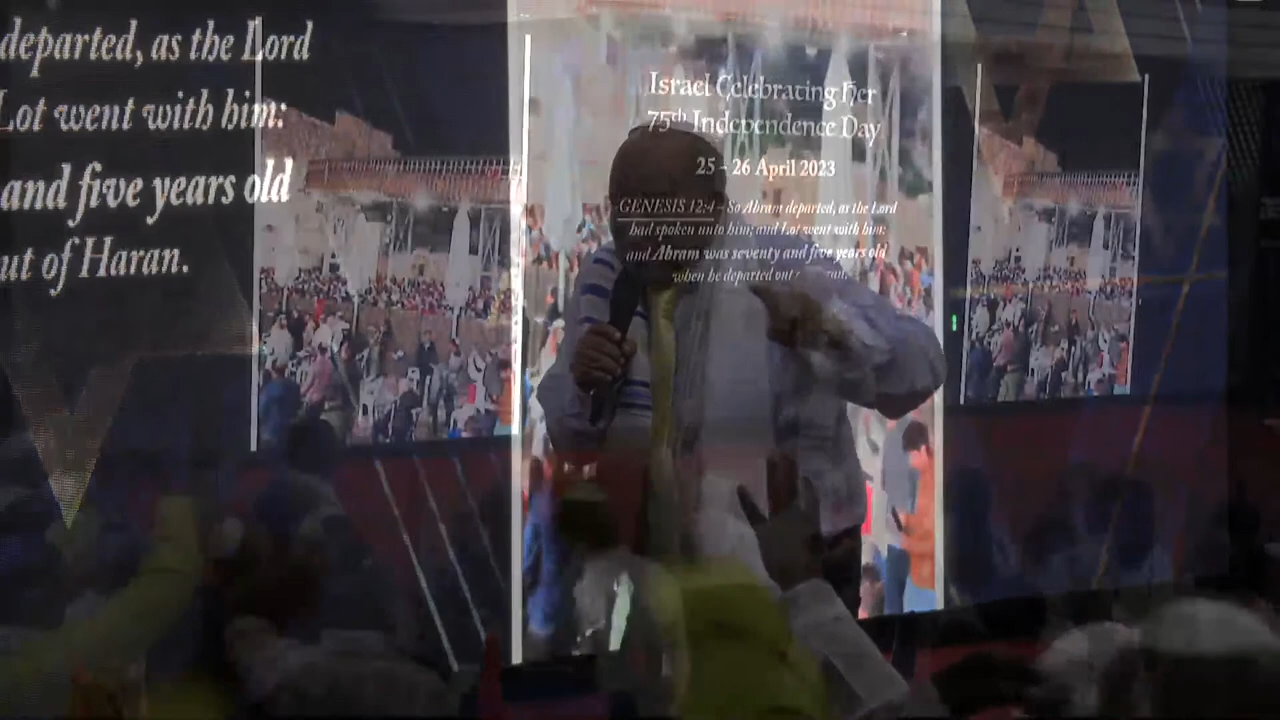 departed, as the Lord
Lot went with him:
and five years old
ut of Haran.
Israel Celebrating Her
75th Independence Day
25 - 26 April 2023
GENESIS 12:4 - So Abram departed, as the Lord
had spoken unto him; and Lot went with him:
and Abram was seventy and five years old
when he departed out